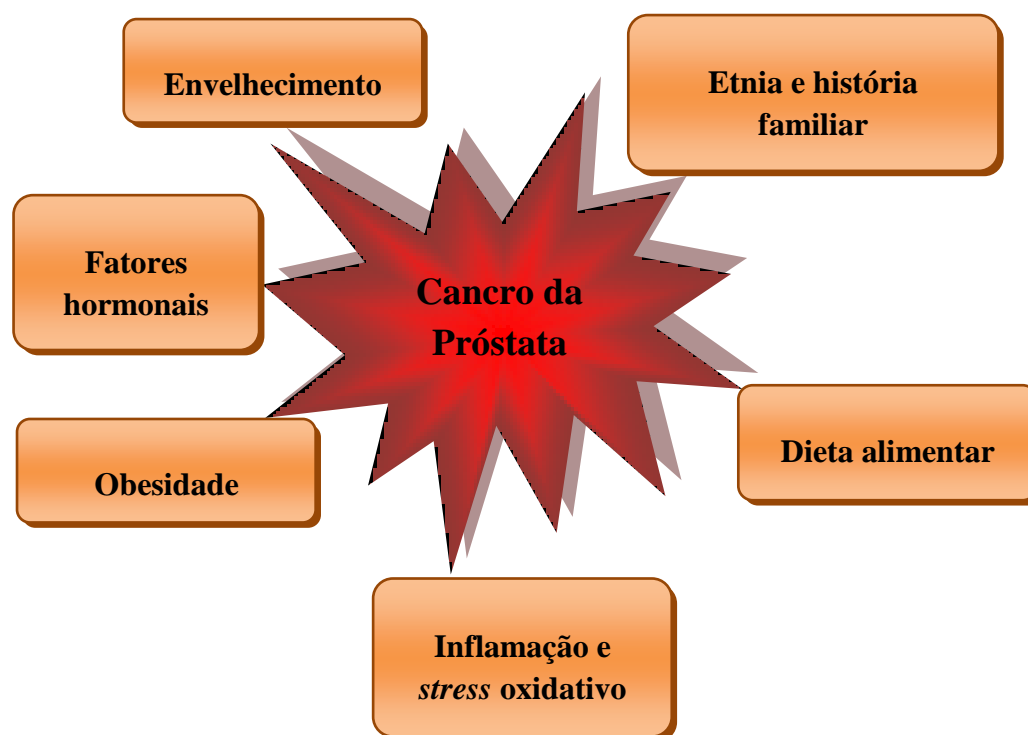 Envelhecimento
Etnia e história
familiar
Fatores
hormonais
Cancro da
Próstata
Obesidade
Dieta alimentar
Inflamação e
stress oxidativo